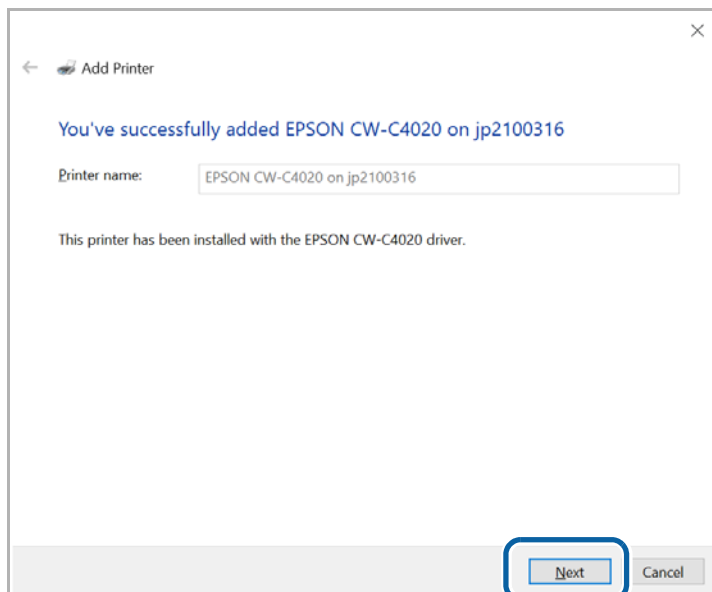 Add Printer
You've successfully added EPSON CW-C4020 on jp2100316
Printer name: EPSON CW-C4020 on jp2100316
This printer has been installed with the EPSON CW-C4020 driver.
Next Cancel